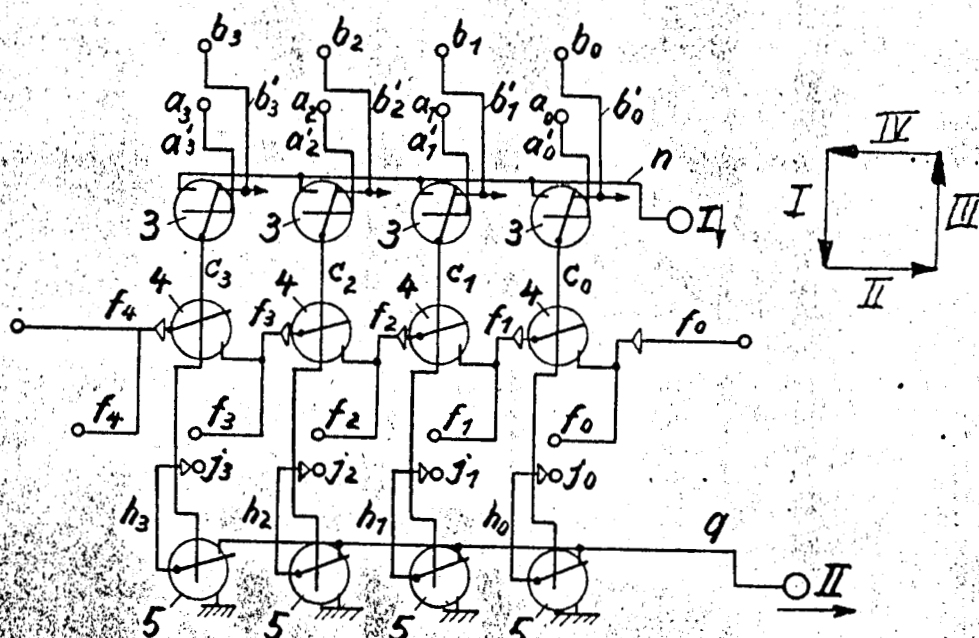 b₃ b₂ b₁ b₀
a₃ b'₃ a₂ b'₂ a₁ b'₁ a₀ b'₀
a'₃ a'₂ a'₁ a'₀ n
IV
I III
II
3 3 3 3 I
c₃ c₂ c₁ c₀
4 4 4 4
f₄ f₃ f₂ f₁ f₀
f₄ f₃ f₂ f₁ f₀
j₃ j₂ j₁ j₀
h₃ h₂ h₁ h₀ q
II
5 5 5 5